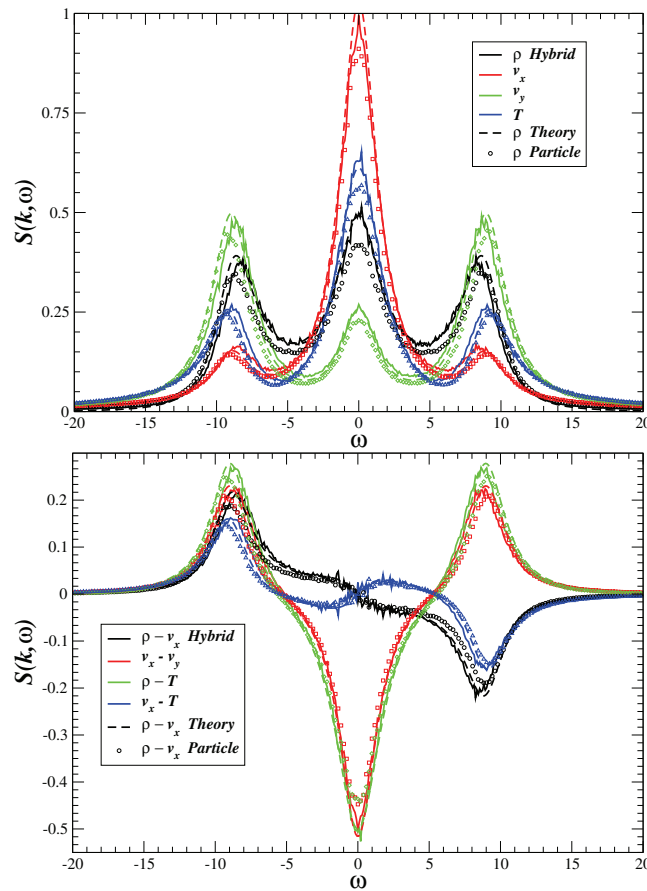 1
0.75
0.5
0.25
0
S(k,ω)
ρ Hybrid
v_x
v_y
T
ρ Theory
ρ Particle
-20 -15 -10 -5 0 5 10 15 20
ω
0.2
0.1
0
-0.1
-0.2
-0.3
-0.4
-0.5
S(k,ω)
ρ – v_x Hybrid
v_x - v_y
ρ – T
v_x - T
ρ – v_x Theory
ρ – v_x Particle
-20 -15 -10 -5 0 5 10 15 20
ω